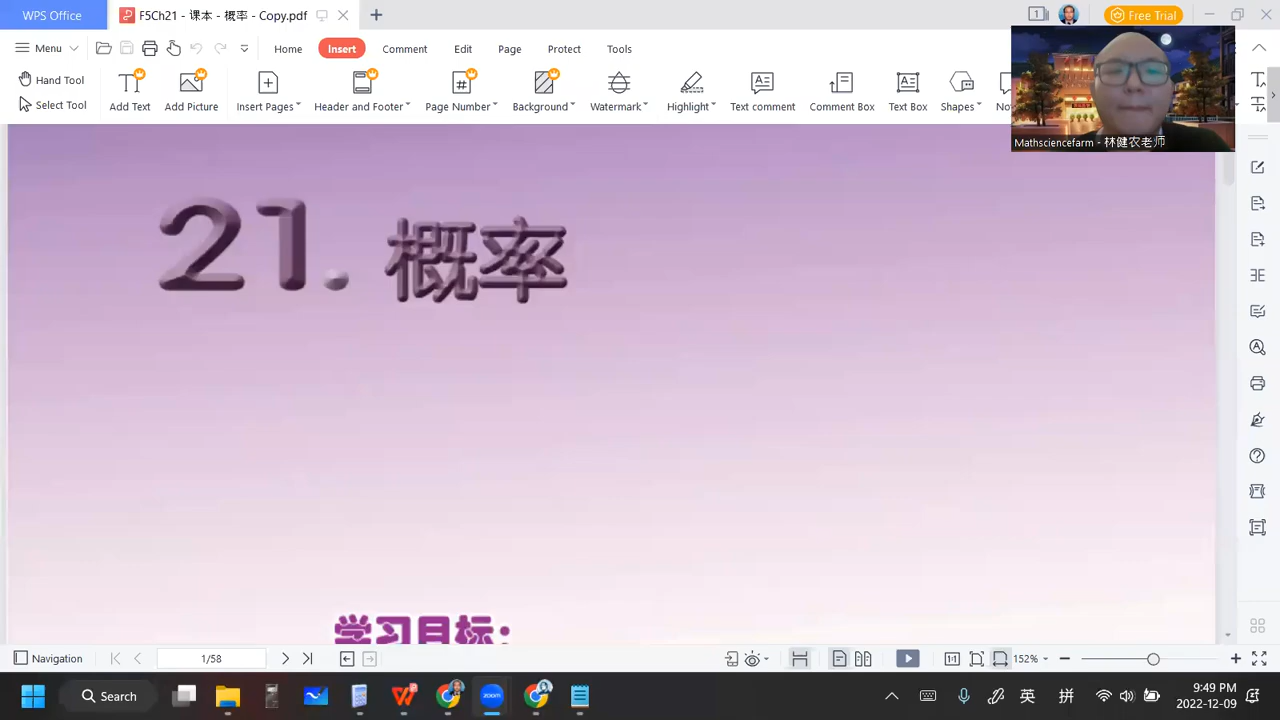 WPS Office
F5Ch21 - 课本 - 概率 - Copy.pdf
Free Trial
Menu
Home
Insert
Comment
Edit
Page
Protect
Tools
Hand Tool
Select Tool
Add Text
Add Picture
Insert Pages
Header and Footer
Page Number
Background
Watermark
Highlight
Text comment
Comment Box
Text Box
Shapes
Mathsciencefarm - 林健农老师
21. 概率
学习目标:
Navigation
1/58
152%
Search
英
拼
9:49 PM
2022-12-09